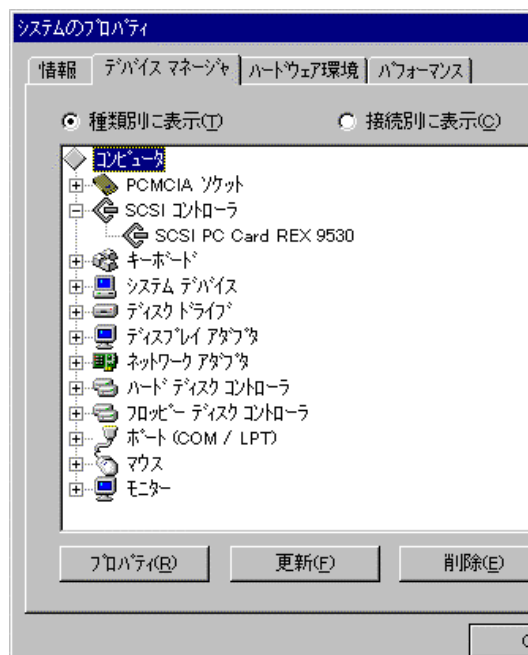 システムのプロパティ
情報 デバイス マネージャ ハードウェア環境 パフォーマンス
種類別に表示(T) 接続別に表示(C)
コンピュータ
PCMCIA ソケット
SCSI コントローラ
SCSI PC Card REX 9530
キーボード
システム デバイス
ディスク ドライブ
ディスプレイ アダプタ
ネットワーク アダプタ
ハード ディスク コントローラ
フロッピー ディスク コントローラ
ポート (COM / LPT)
マウス
モニター
プロパティ(R) 更新(F) 削除(E)